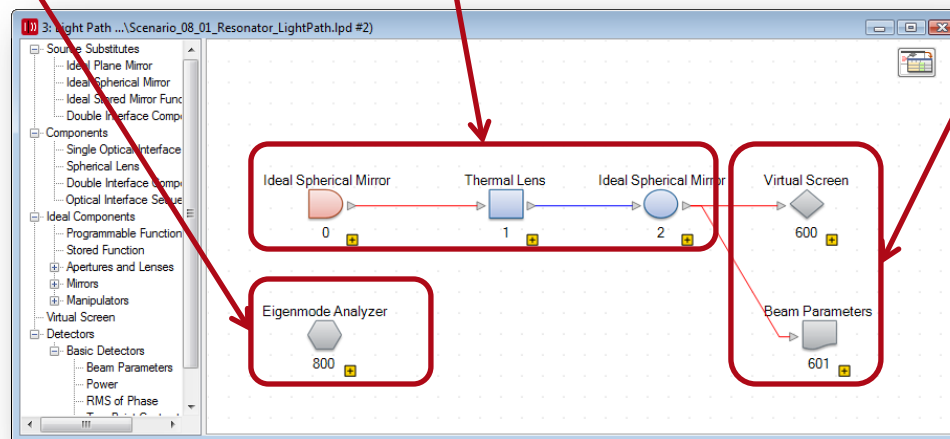 3: Light Path ...\Scenario_08_01_Resonator_LightPath.lpd #2)
Source Substitutes
Ideal Plane Mirror
Ideal Spherical Mirror
Ideal Stored Mirror Func
Double Interface Compo
Components
Single Optical Interface
Spherical Lens
Double Interface Compo
Optical Interface Seque
Ideal Components
Programmable Function
Stored Function
Apertures and Lenses
Mirrors
Manipulators
Virtual Screen
Detectors
Basic Detectors
Beam Parameters
Power
RMS of Phase
Ideal Spherical Mirror
0
Thermal Lens
1
Ideal Spherical Mirror
2
Virtual Screen
600
Eigenmode Analyzer
800
Beam Parameters
601